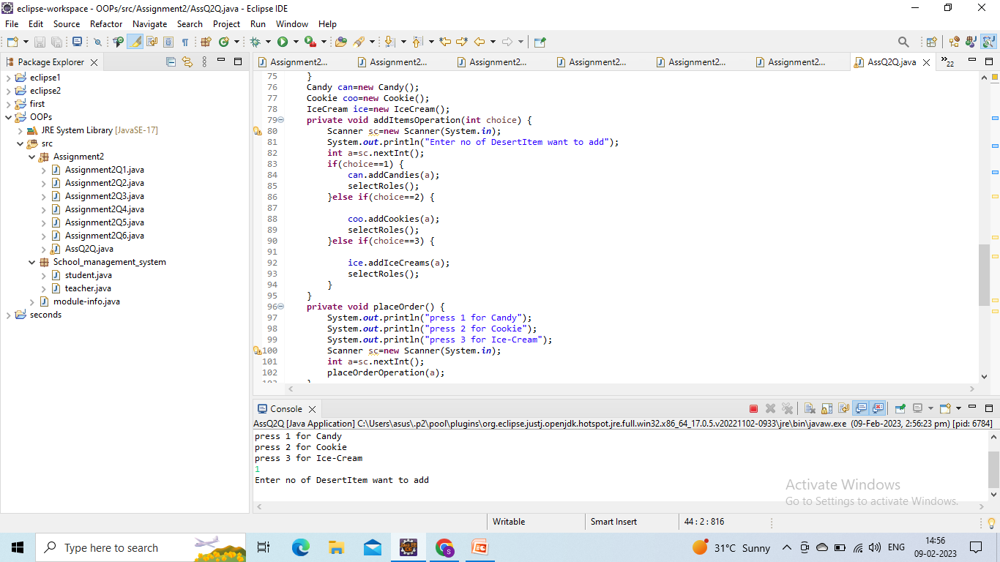 eclipse-workspace - OOPs/src/Assignment2/AssQ2Q.java - Eclipse IDE
File Edit Source Refactor Navigate Search Project Run Window Help
Package Explorer
Assignment2...
Assignment2...
Assignment2...
Assignment2...
Assignment2...
Assignment2...
AssQ2Q.java
22
eclipse1
eclipse2
first
OOPs
JRE System Library [JavaSE-17]
src
Assignment2
Assignment2Q1.java
Assignment2Q2.java
Assignment2Q3.java
Assignment2Q4.java
Assignment2Q5.java
Assignment2Q6.java
AssQ2Q.java
School_management_system
student.java
teacher.java
module-info.java
seconds
75 }
76 Candy can=new Candy();
77 Cookie coo=new Cookie();
78 IceCream ice=new IceCream();
79 private void addItemsOperation(int choice) {
80 Scanner sc=new Scanner(System.in);
81 System.out.println("Enter no of DesertItem want to add");
82 int a=sc.nextInt();
83 if(choice==1) {
84 can.addCandies(a);
85 selectRoles();
86 }else if(choice==2) {
87
88 coo.addCookies(a);
89 selectRoles();
90 }else if(choice==3) {
91
92 ice.addIceCreams(a);
93 selectRoles();
94 }
95 }
96 private void placeOrder() {
97 System.out.println("press 1 for Candy");
98 System.out.println("press 2 for Cookie");
99 System.out.println("press 3 for Ice-Cream");
100 Scanner sc=new Scanner(System.in);
101 int a=sc.nextInt();
102 placeOrderOperation(a);
103 }
Console
AssQ2Q [Java Application] C:\Users\asus\.p2\pool\plugins\org.eclipse.justj.openjdk.hotspot.jre.full.win32.x86_64_17.0.5.v20221102-0933\jre\bin\javaw.exe (09-Feb-2023, 2:56:23 pm) [pid: 6784]
press 1 for Candy
press 2 for Cookie
press 3 for Ice-Cream
1
Enter no of DesertItem want to add
Activate Windows
Go to Settings to activate Windows.
Writable
Smart Insert
44 : 2 : 816
Type here to search
31°C Sunny
ENG
14:56
09-02-2023